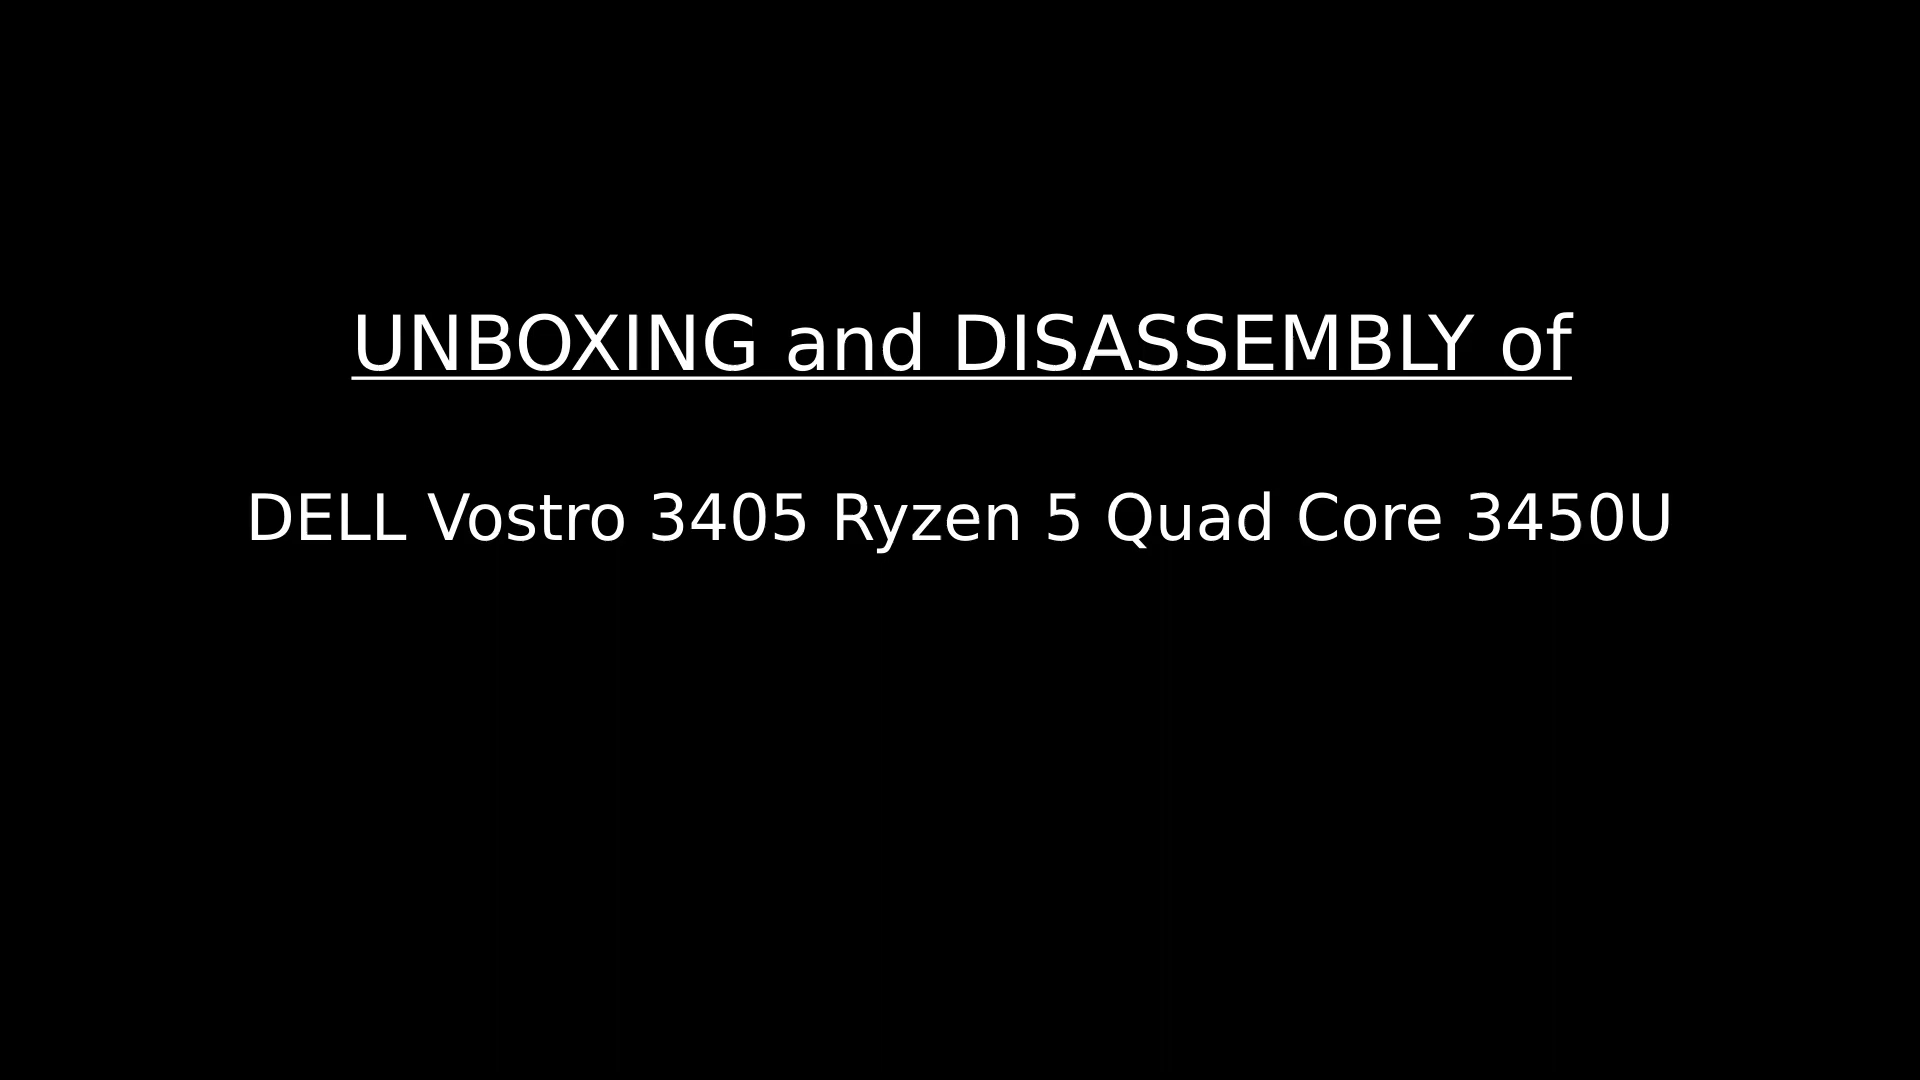 UNBOXING and DISASSEMBLY of
DELL Vostro 3405 Ryzen 5 Quad Core 3450U